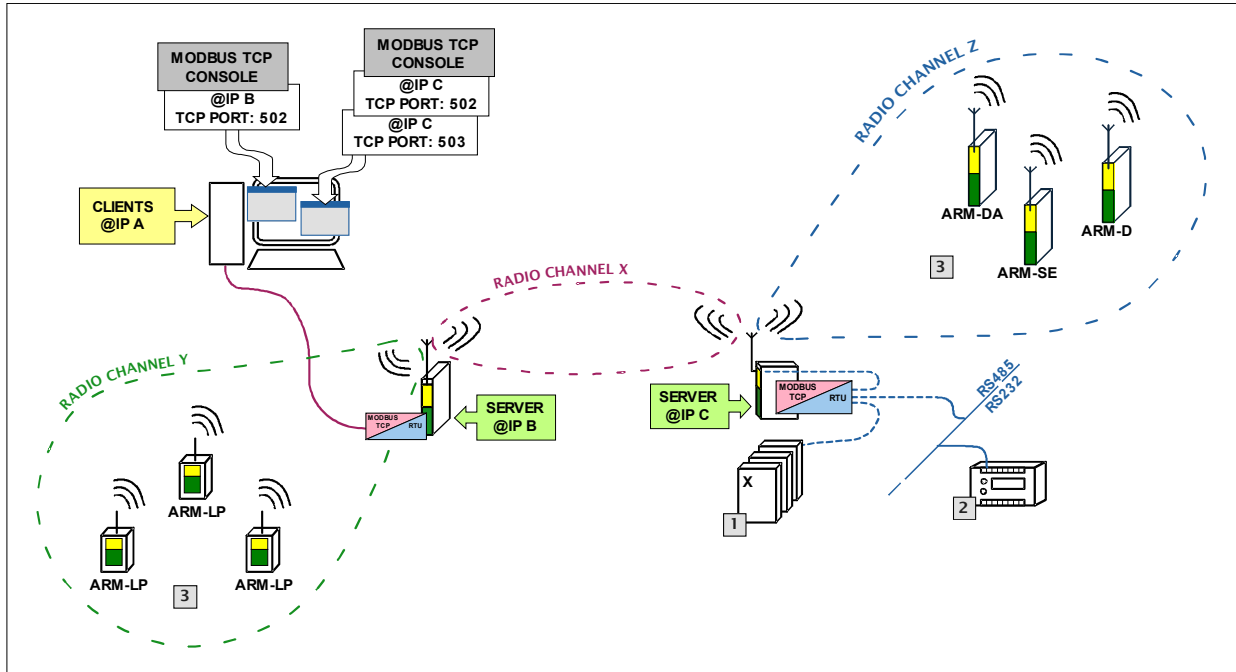 MODBUS TCP
CONSOLE
@IP B
TCP PORT: 502
MODBUS TCP
CONSOLE
@IP C
TCP PORT: 502
@IP C
TCP PORT: 503
CLIENTS
@IP A
RADIO CHANNEL X
RADIO CHANNEL Z
ARM-DA
ARM-D
ARM-SE
3
RADIO CHANNEL Y
MODBUS
TCP
RTU
SERVER
@IP B
SERVER
@IP C
MODBUS
TCP
RTU
RS485
RS232
X
1
2
ARM-LP
ARM-LP
ARM-LP
3